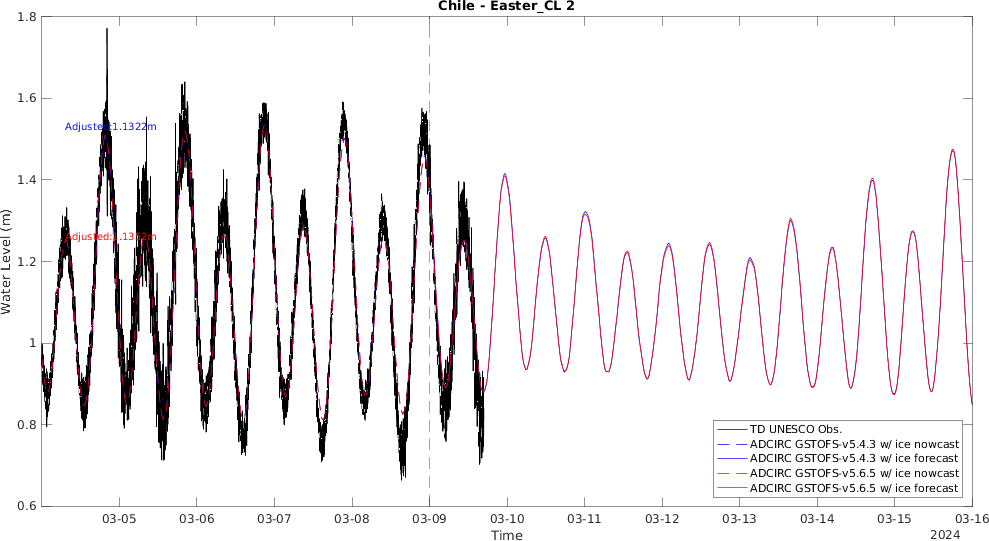 Chile - Easter_CL 2
1.8
1.6
1.4
1.2
1
0.8
0.6
Water Level (m)
Adjusted:1.1322m
Adjusted:1.1372m
TD UNESCO Obs.
ADCIRC GSTOFS-v5.4.3 w/ ice nowcast
ADCIRC GSTOFS-v5.4.3 w/ ice forecast
ADCIRC GSTOFS-v5.6.5 w/ ice nowcast
ADCIRC GSTOFS-v5.6.5 w/ ice forecast
03-05 03-06 03-07 03-08 03-09 03-10 03-11 03-12 03-13 03-14 03-15 03-16
Time
2024